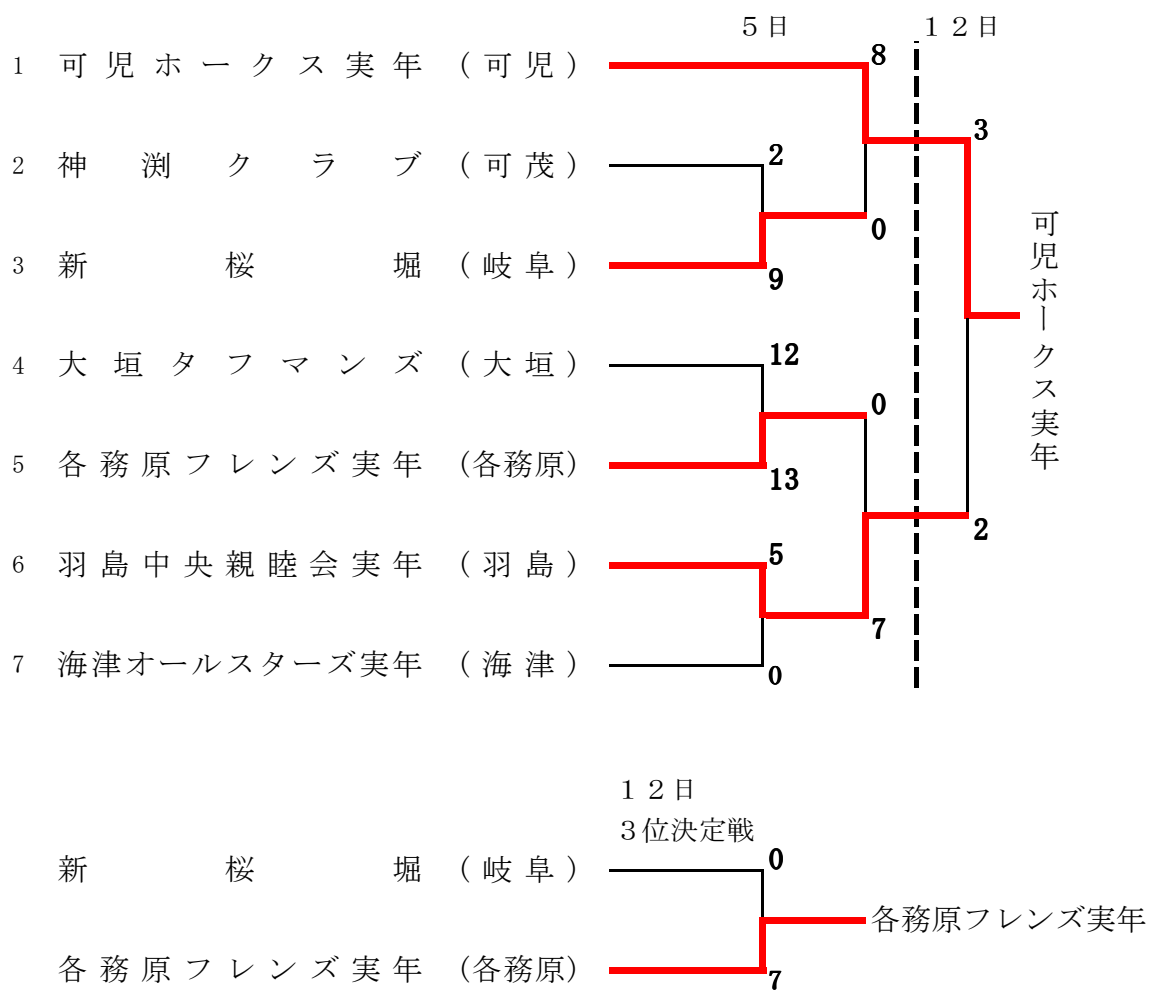 ５日　１２日
1 可児ホークス実年 (可児) 8
3
2 神渕クラブ (可茂) 2
0
3 新桜堀 (岐阜) 9
可児ホークス実年
4 大垣タフマンズ (大垣) 12
0
5 各務原フレンズ実年 (各務原) 13
2
6 羽島中央親睦会実年 (羽島) 5
7
7 海津オールスターズ実年 (海津) 0
１２日
３位決定戦
新桜堀 (岐阜) 0
各務原フレンズ実年
各務原フレンズ実年 (各務原) 7